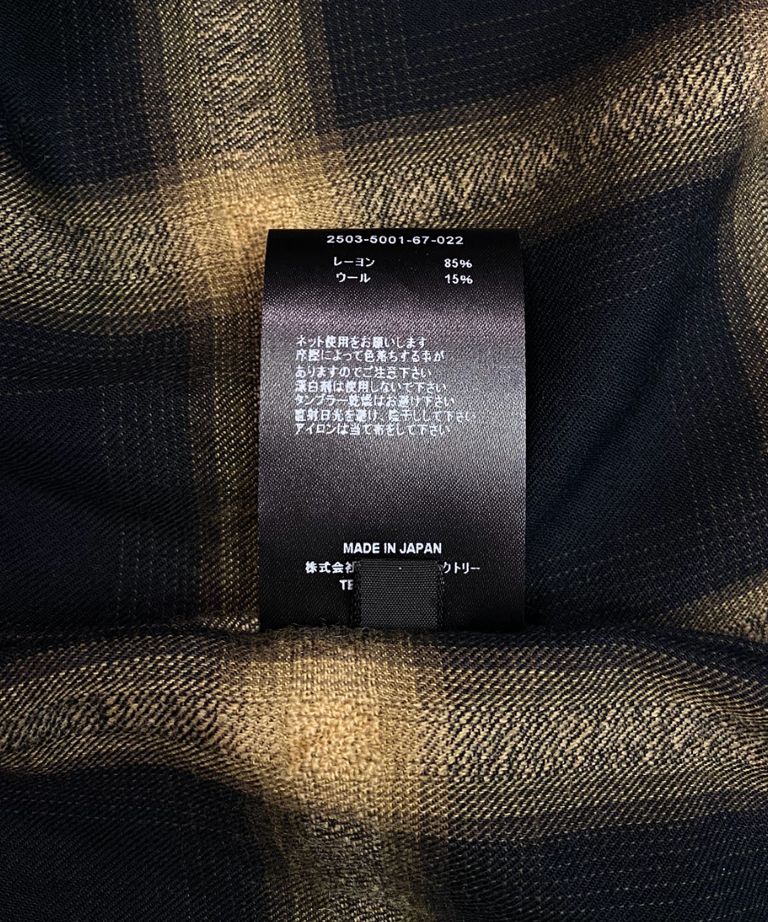 2503-5001-67-022
レーヨン 85%
ウール 15%
ネット使用をお願いします
摩擦によって色落ちする事が
ありますのでご注意下さい
漂白剤は使用しないで下さい
タンブラー乾燥はお避け下さい
直射日光を避け、陰干しして下さい
アイロンは当て布をして下さい
MADE IN JAPAN
株式会 クトリー
TE